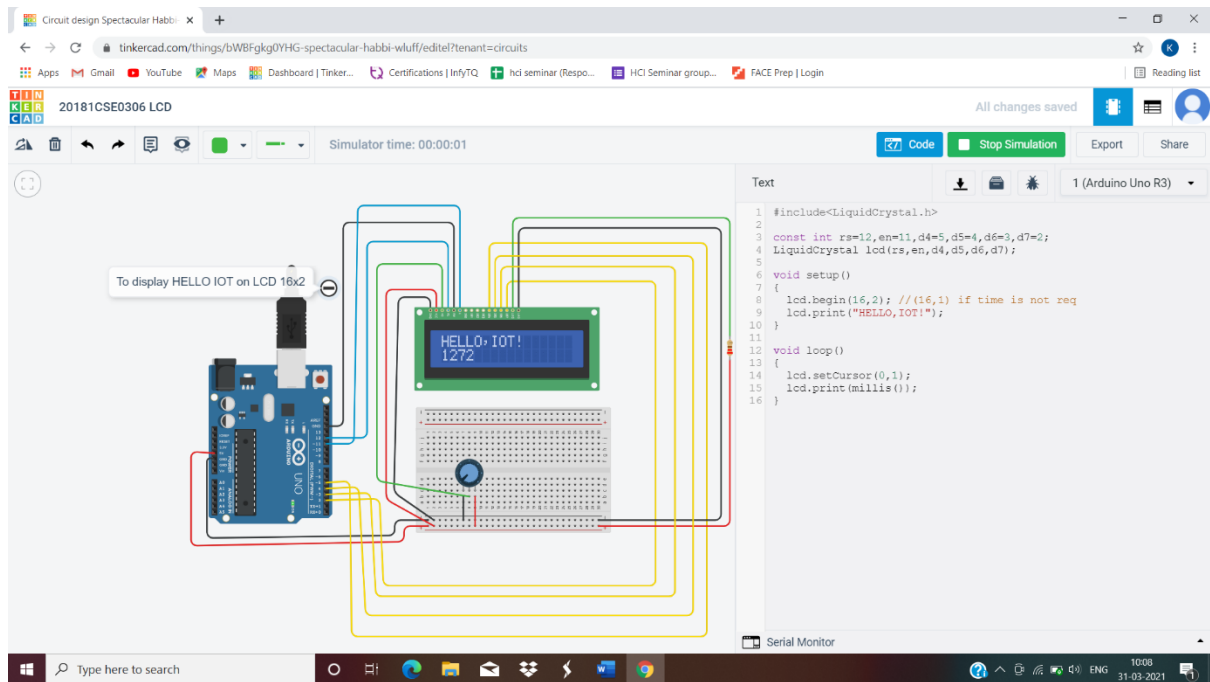 Circuit design Spectacular Habbi
tinkercad.com/things/bWBFgkg0YHG-spectacular-habbi-wluff/editel?tenant=circuits
K
Apps Gmail YouTube Maps Dashboard | Tinker... Certifications | InfyTQ hci seminar (Respo... HCI Seminar group... FACE Prep | Login Reading list
TIN
KER
CAD
20181CSE0306 LCD
All changes saved
Simulator time: 00:00:01
Code
Stop Simulation
Export
Share
Text
1 (Arduino Uno R3)
To display HELLO IOT on LCD 16x2
HELLO,IOT!
1272
ARDUINO
UNO
1 #include<LiquidCrystal.h>
2
3 const int rs=12,en=11,d4=5,d5=4,d6=3,d7=2;
4 LiquidCrystal lcd(rs,en,d4,d5,d6,d7);
5
6 void setup()
7 {
8 lcd.begin(16,2); //(16,1) if time is not req
9 lcd.print("HELLO,IOT!");
10 }
11
12 void loop()
13 {
14 lcd.setCursor(0,1);
15 lcd.print(millis());
16 }
Serial Monitor
Type here to search
ENG
10:08
31-03-2021